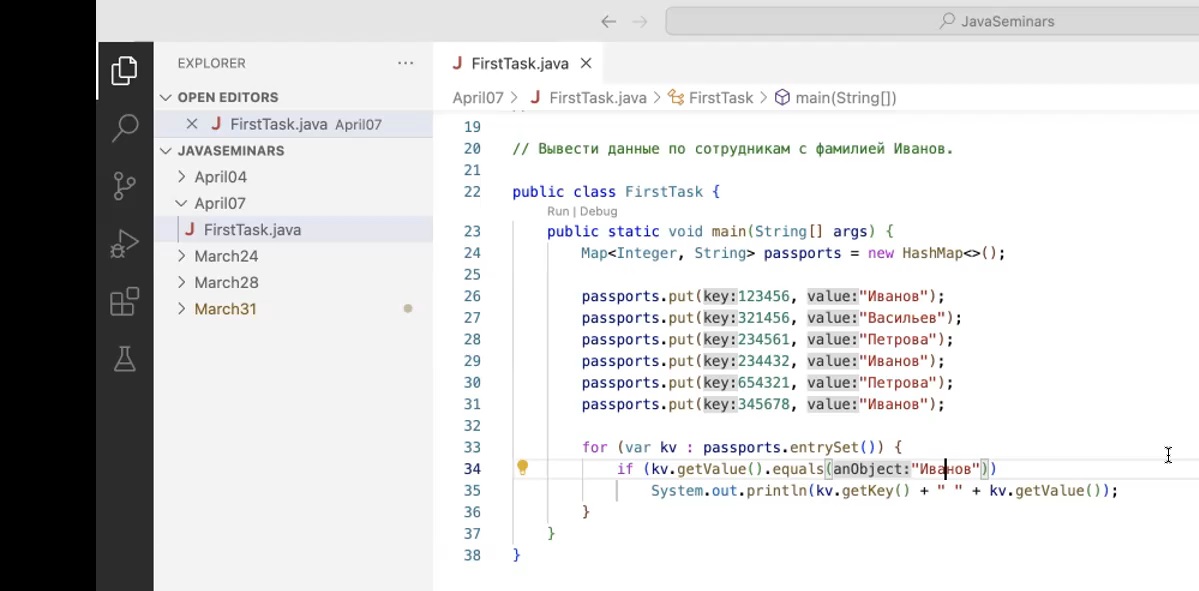 JavaSeminars
EXPLORER
OPEN EDITORS
FirstTask.java April07
JAVASEMINARS
April04
April07
FirstTask.java
March24
March28
March31
FirstTask.java
April07 > FirstTask.java > FirstTask > main(String[])
19
20 // Вывести данные по сотрудникам с фамилией Иванов.
21
22 public class FirstTask {
Run | Debug
23 public static void main(String[] args) {
24 Map<Integer, String> passports = new HashMap<>();
25
26 passports.put(key:123456, value:"Иванов");
27 passports.put(key:321456, value:"Васильев");
28 passports.put(key:234561, value:"Петрова");
29 passports.put(key:234432, value:"Иванов");
30 passports.put(key:654321, value:"Петрова");
31 passports.put(key:345678, value:"Иванов");
32
33 for (var kv : passports.entrySet()) {
34 if (kv.getValue().equals(anObject:"Иванов"))
35 System.out.println(kv.getKey() + " " + kv.getValue());
36 }
37 }
38 }